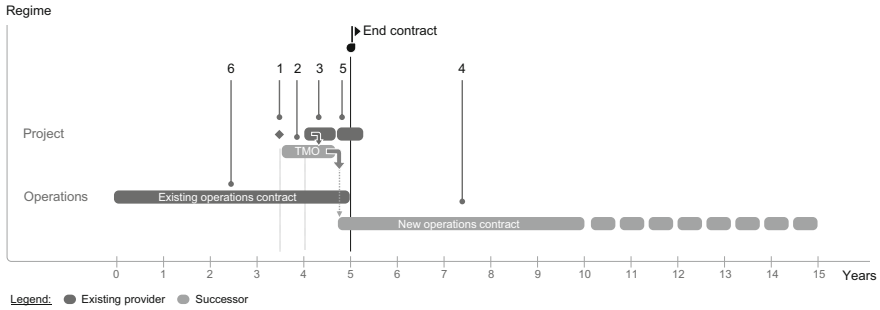 Regime
End contract
6 1 2 3 5 4
Project
TMO
Operations
Existing operations contract
New operations contract
0 1 2 3 4 5 6 7 8 9 10 11 12 13 14 15 Years
Legend: Existing provider Successor